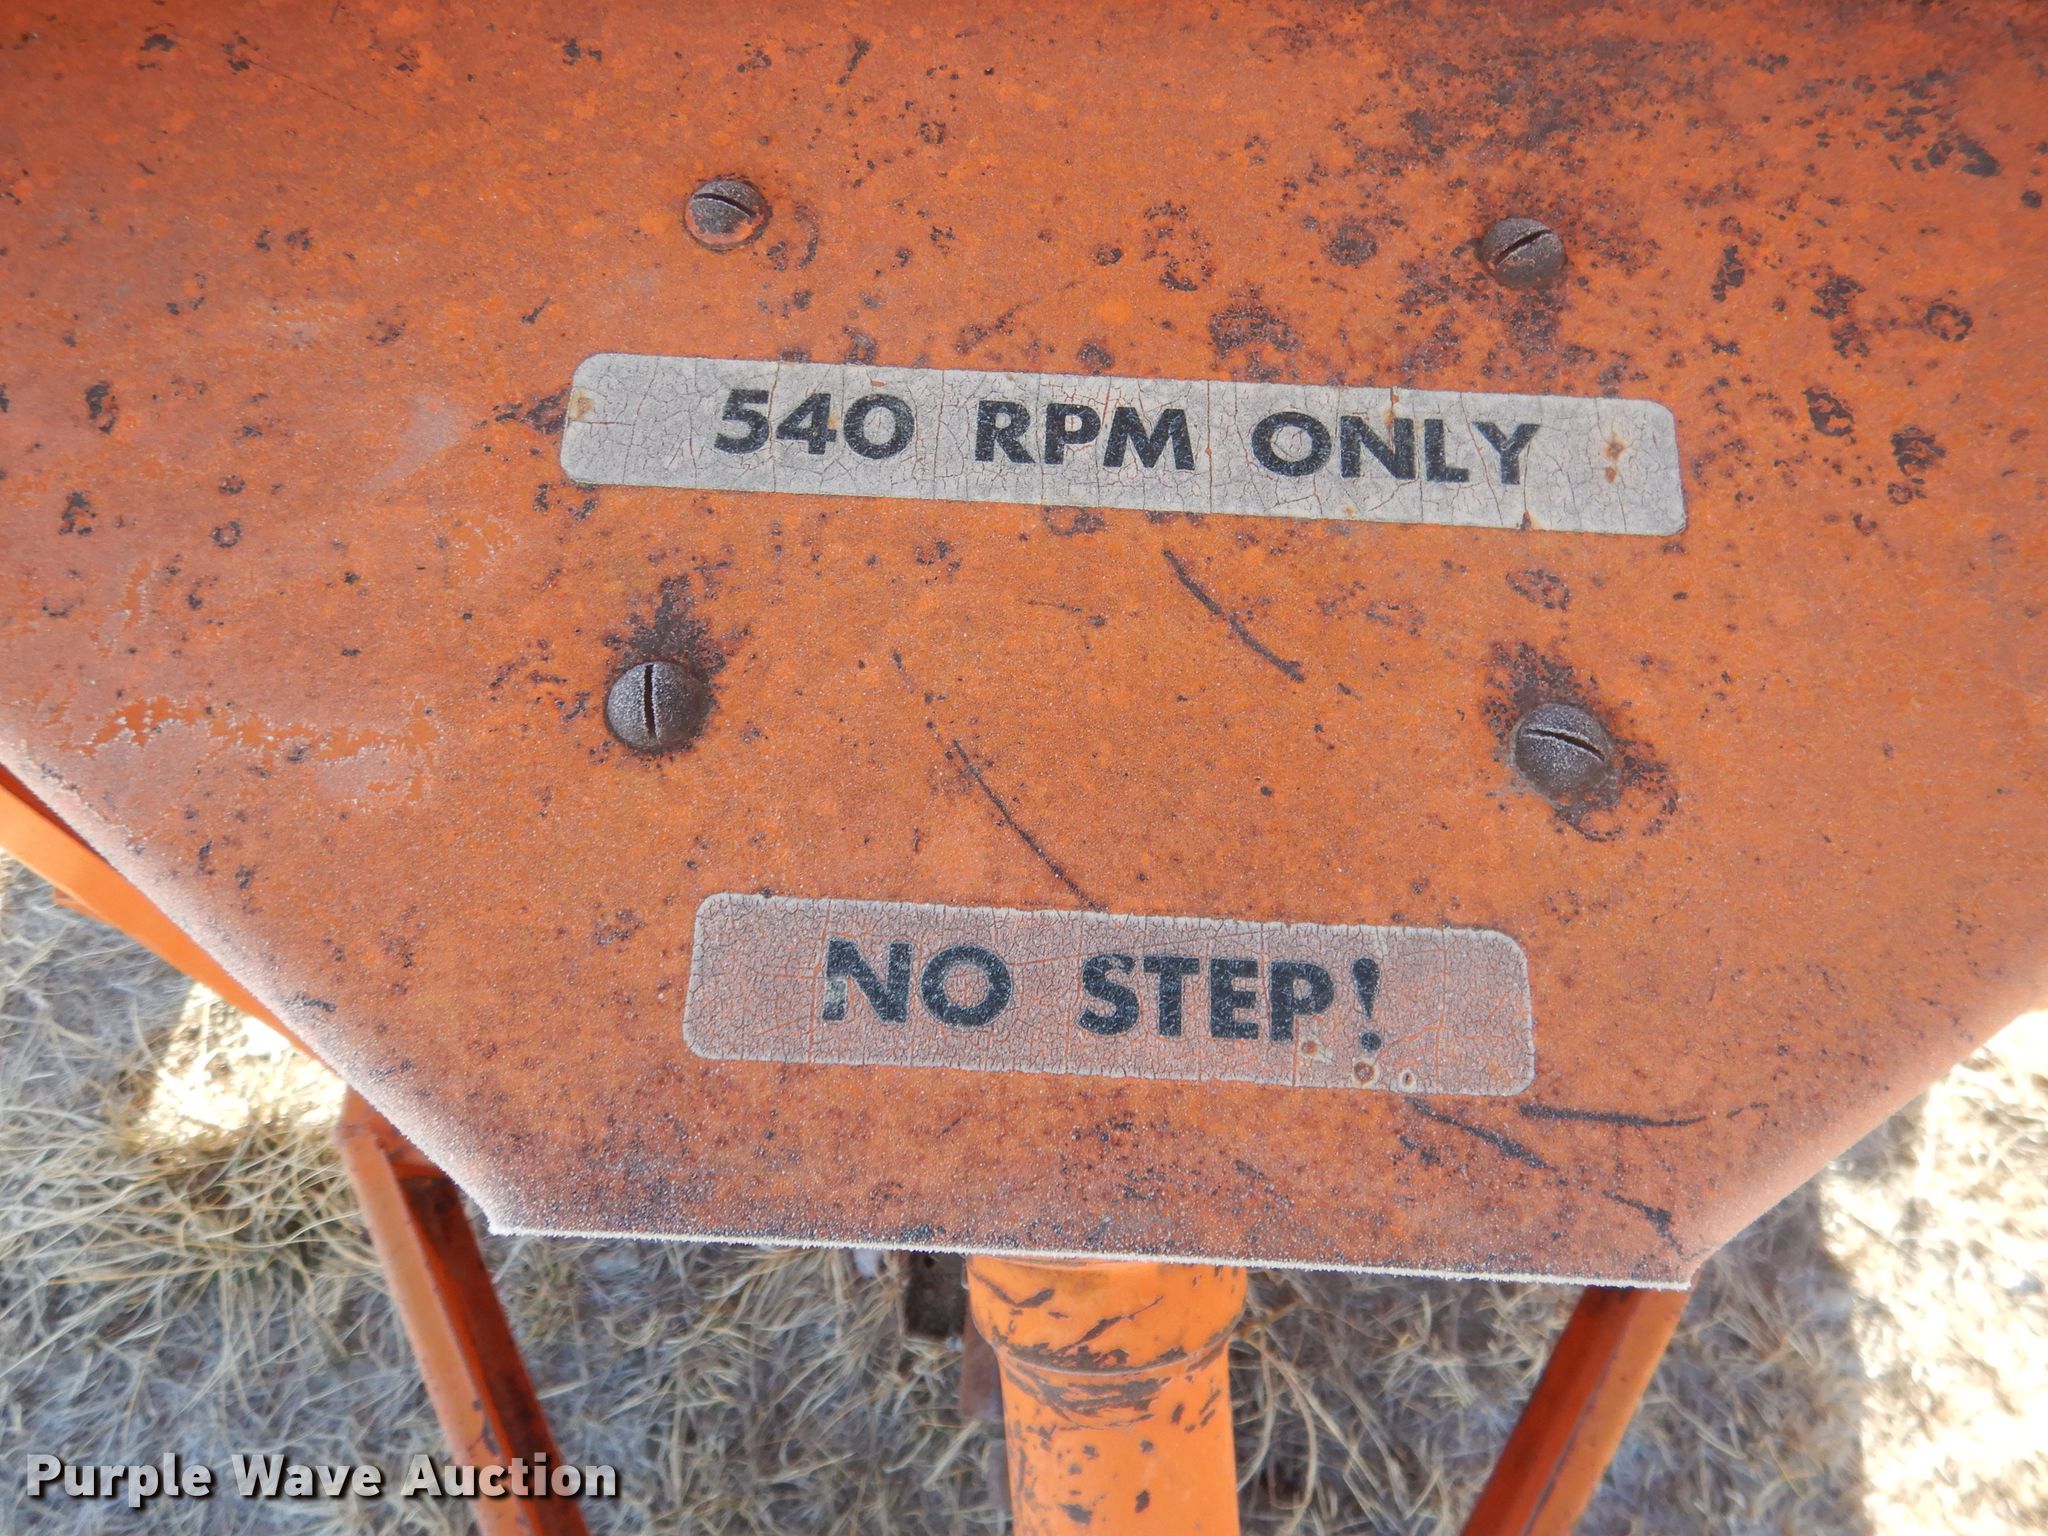 540 RPM ONLY
NO STEP!
Purple Wave Auction